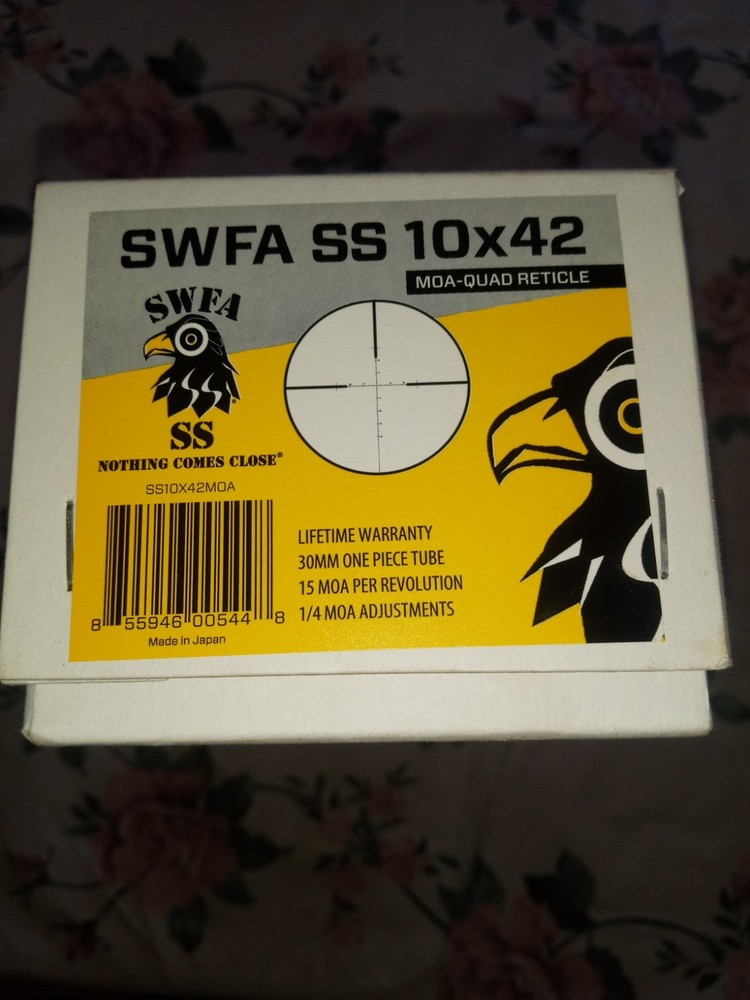 SWFA SS 10x42
MOA-QUAD RETICLE
SWFA
SS
SS
NOTHING COMES CLOSE®
SS10X42MOA
8 55946 00544 8
Made in Japan
LIFETIME WARRANTY
30MM ONE PIECE TUBE
15 MOA PER REVOLUTION
1/4 MOA ADJUSTMENTS